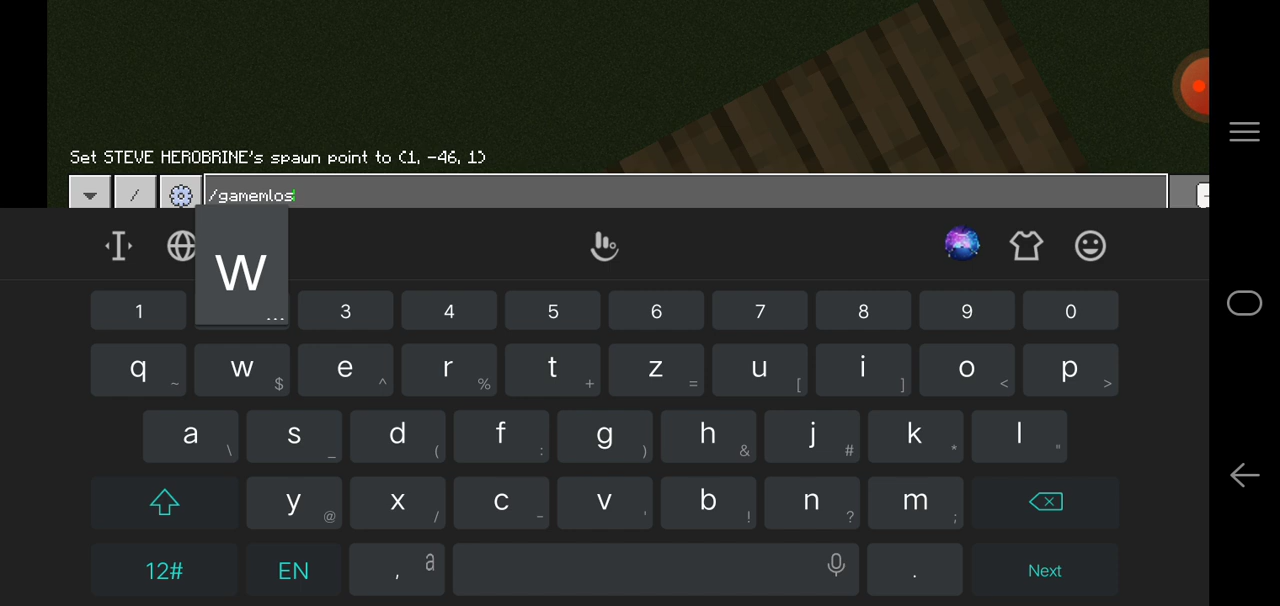 Set STEVE HEROBRINE's spawn point to (1, -46, 1)
/
/gamemlos
W
...
1 3 4 5 6 7 8 9 0
q ~ w $ e ^ r % t + z = u [ i ] o < p >
a \ s _ d ( f : g ) h & j # k * l "
y @ x / c - v ' b ! n ? m ;
12# EN , a . Next